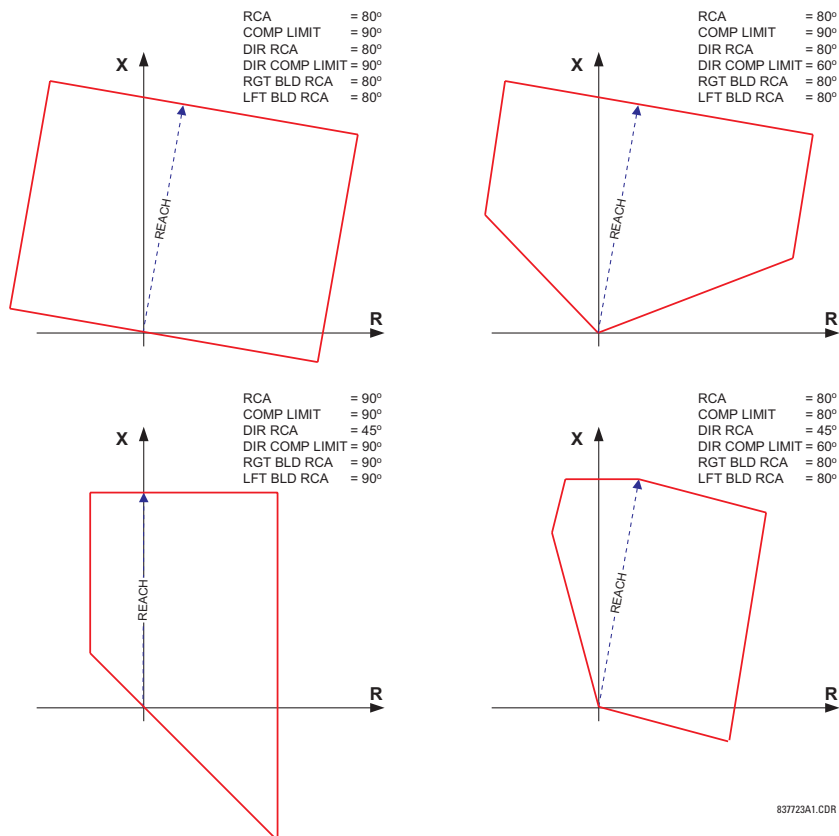 RCA = 80º
COMP LIMIT = 90º
DIR RCA = 80º
DIR COMP LIMIT = 90º
RGT BLD RCA = 80º
LFT BLD RCA = 80º
X
REACH
R
RCA = 80º
COMP LIMIT = 90º
DIR RCA = 80º
DIR COMP LIMIT = 60º
RGT BLD RCA = 80º
LFT BLD RCA = 80º
X
REACH
R
RCA = 90º
COMP LIMIT = 90º
DIR RCA = 45º
DIR COMP LIMIT = 90º
RGT BLD RCA = 90º
LFT BLD RCA = 90º
X
REACH
R
RCA = 80º
COMP LIMIT = 80º
DIR RCA = 45º
DIR COMP LIMIT = 60º
RGT BLD RCA = 80º
LFT BLD RCA = 80º
X
REACH
R
837723A1.CDR